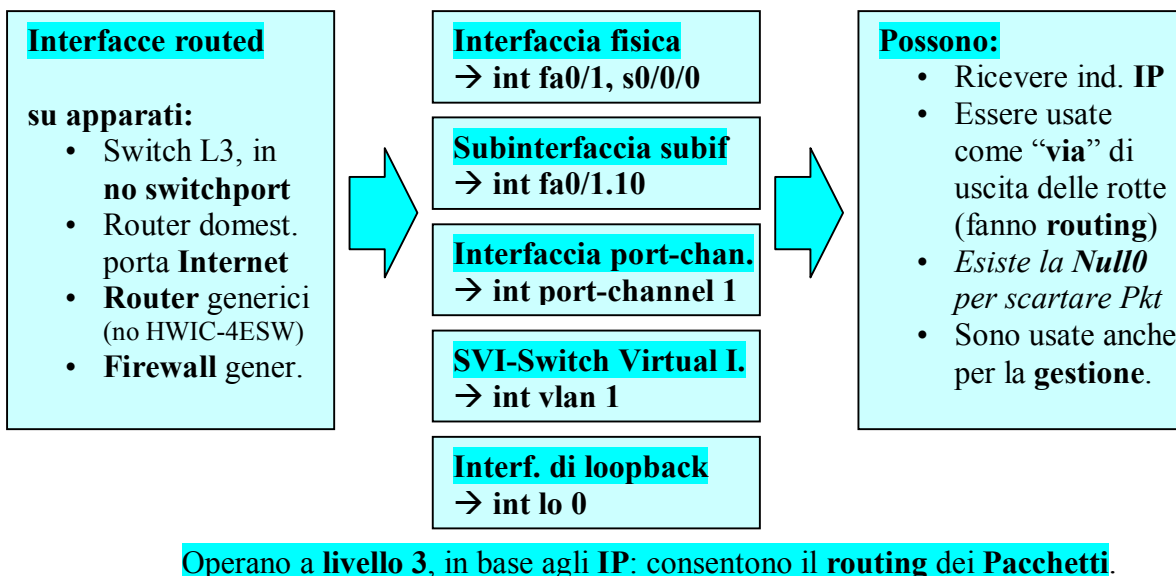 Interfacce routed
su apparati:
• Switch L3, in
no switchport
• Router domest.
porta Internet
• Router generici
(no HWIC-4ESW)
• Firewall gener.
Interfaccia fisica
→ int fa0/1, s0/0/0
Subinterfaccia subif
→ int fa0/1.10
Interfaccia port-chan.
→ int port-channel 1
SVI-Switch Virtual I.
→ int vlan 1
Interf. di loopback
→ int lo 0
Possono:
• Ricevere ind. IP
• Essere usate
come “via” di
uscita delle rotte
(fanno routing)
• Esiste la Null0
per scartare Pkt
• Sono usate anche
per la gestione.
Operano a livello 3, in base agli IP: consentono il routing dei Pacchetti.